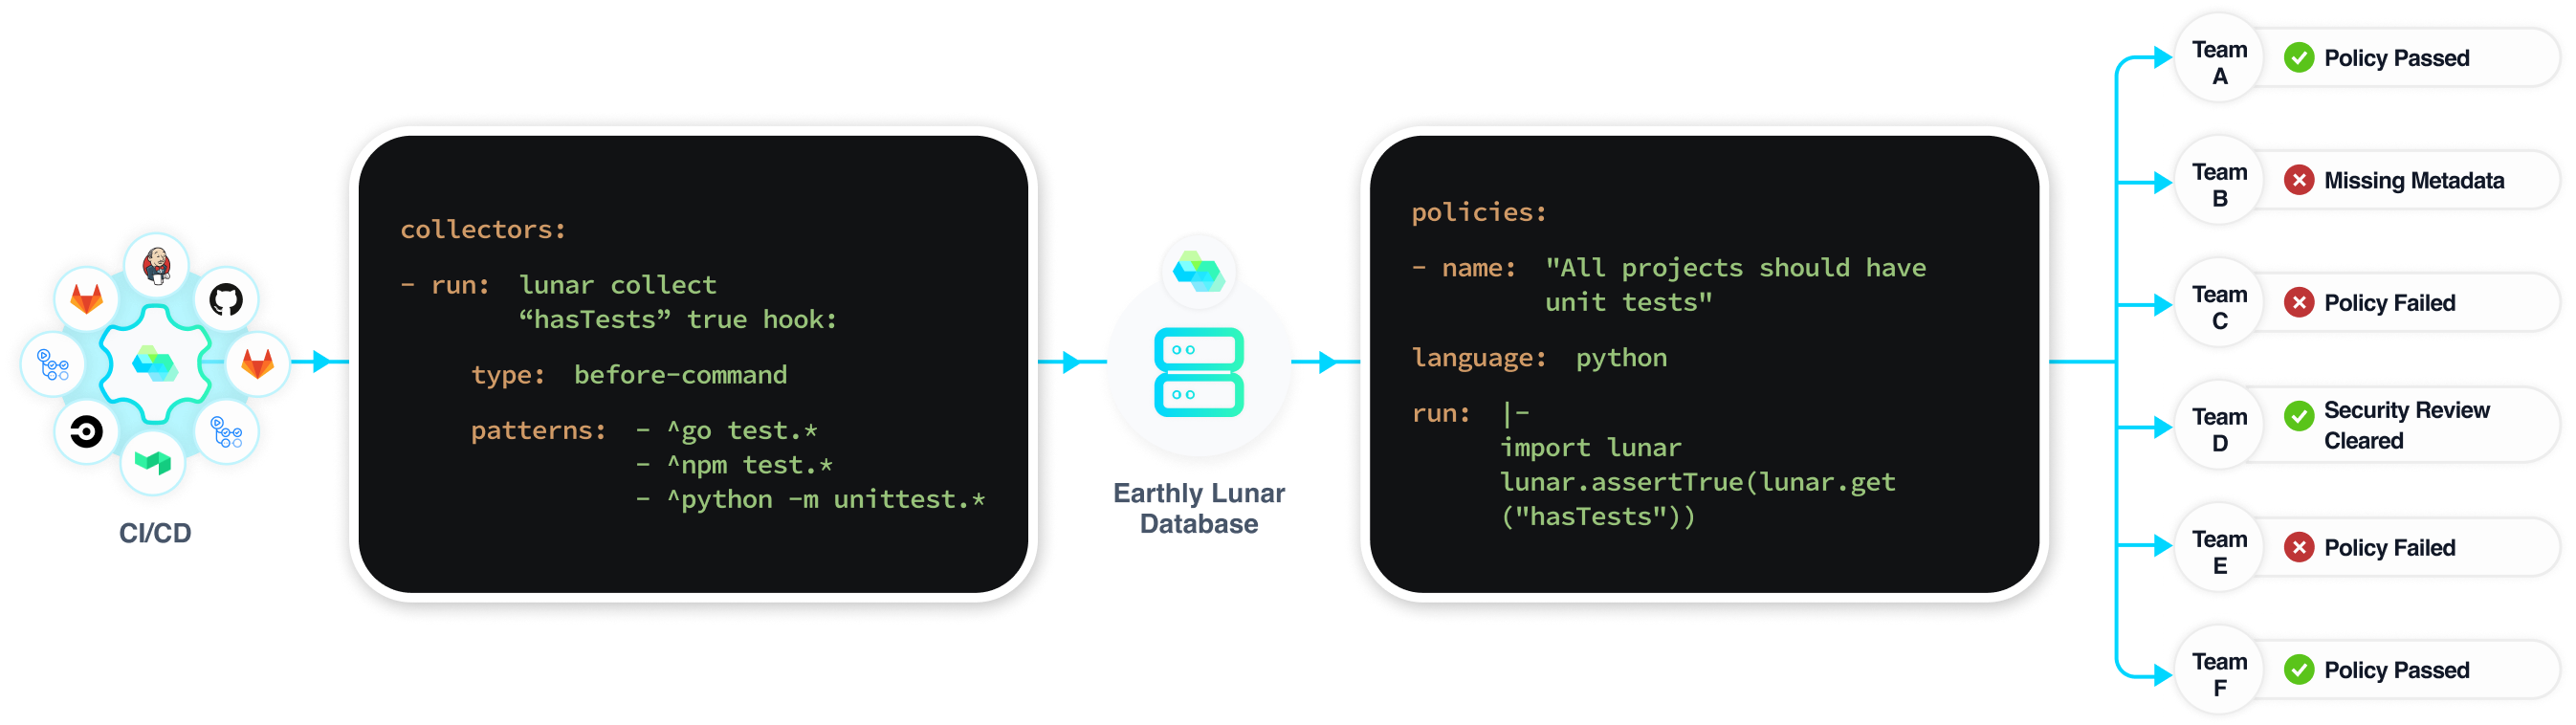 CI/CD
collectors:
- run: lunar collect
“hasTests” true hook:
type: before-command
patterns: - ^go test.*
- ^npm test.*
- ^python -m unittest.*
Earthly Lunar
Database
policies:
- name: "All projects should have
unit tests"
language: python
run: |-
import lunar
lunar.assertTrue(lunar.get
("hasTests"))
Team
A
Policy Passed
Team
B
Missing Metadata
Team
C
Policy Failed
Team
D
Security Review
Cleared
Team
E
Policy Failed
Team
F
Policy Passed